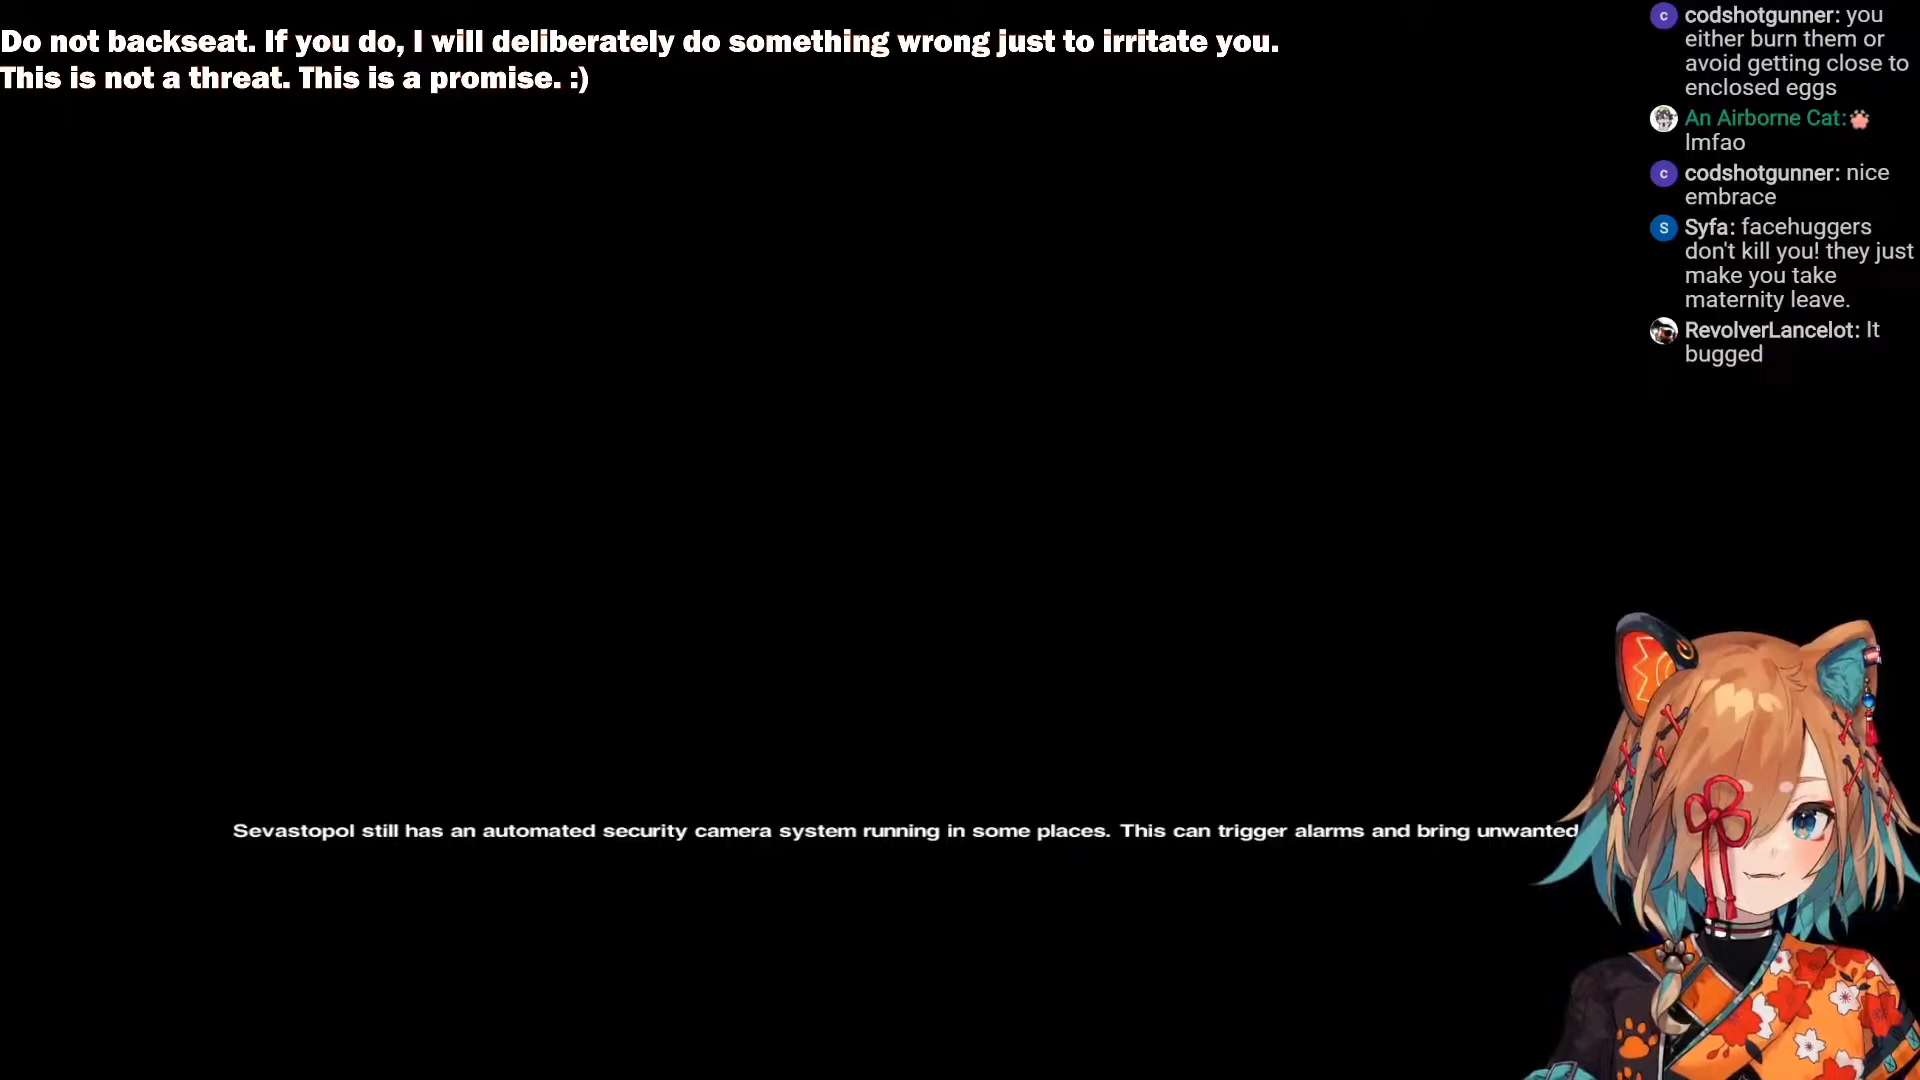 Do not backseat. If you do, I will deliberately do something wrong just to irritate you.
This is not a threat. This is a promise. :)
c codshotgunner: you
either burn them or
avoid getting close to
enclosed eggs
An Airborne Cat:
lmfao
c codshotgunner: nice
embrace
S Syfa: facehuggers
don't kill you! they just
make you take
maternity leave.
RevolverLancelot: It
bugged
Sevastopol still has an automated security camera system running in some places. This can trigger alarms and bring unwanted